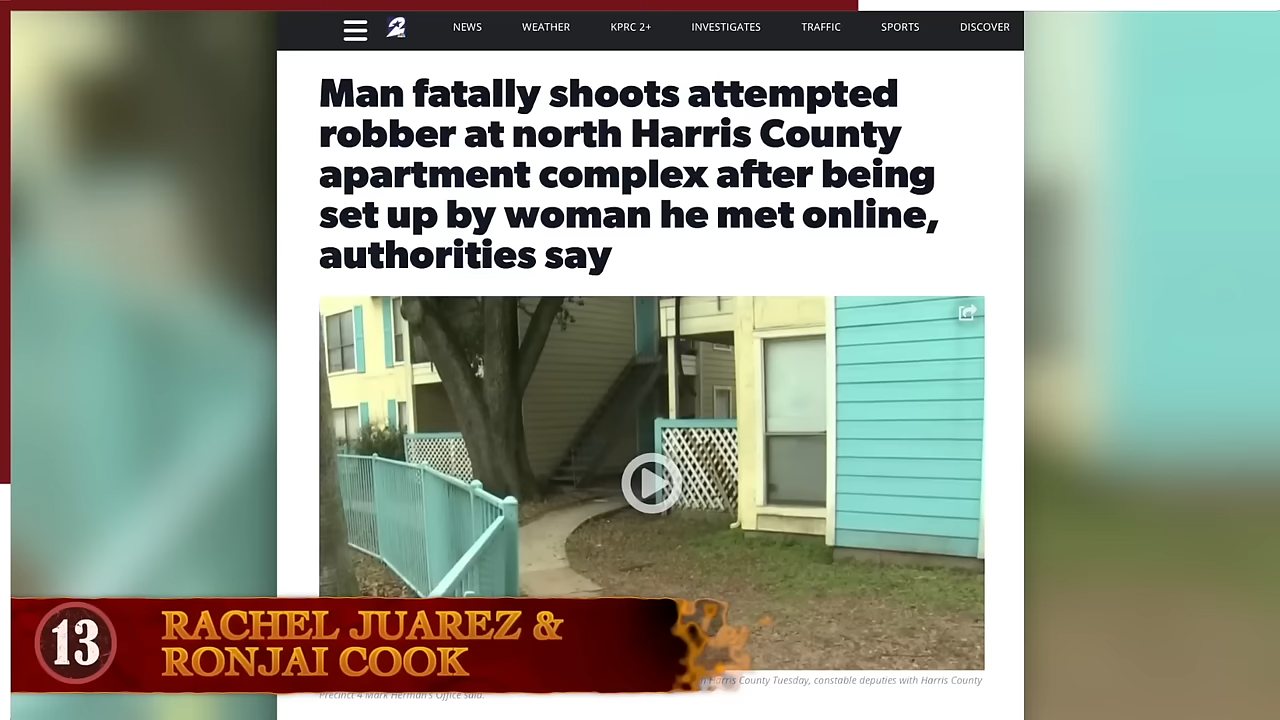 2
NEWS WEATHER KPRC 2+ INVESTIGATES TRAFFIC SPORTS DISCOVER
Man fatally shoots attempted
robber at north Harris County
apartment complex after being
set up by woman he met online,
authorities say
13
RACHEL JUAREZ &
RONJAI COOK
Harris County Tuesday, constable deputies with Harris County
Precinct 4 Mark Herman's Office said.